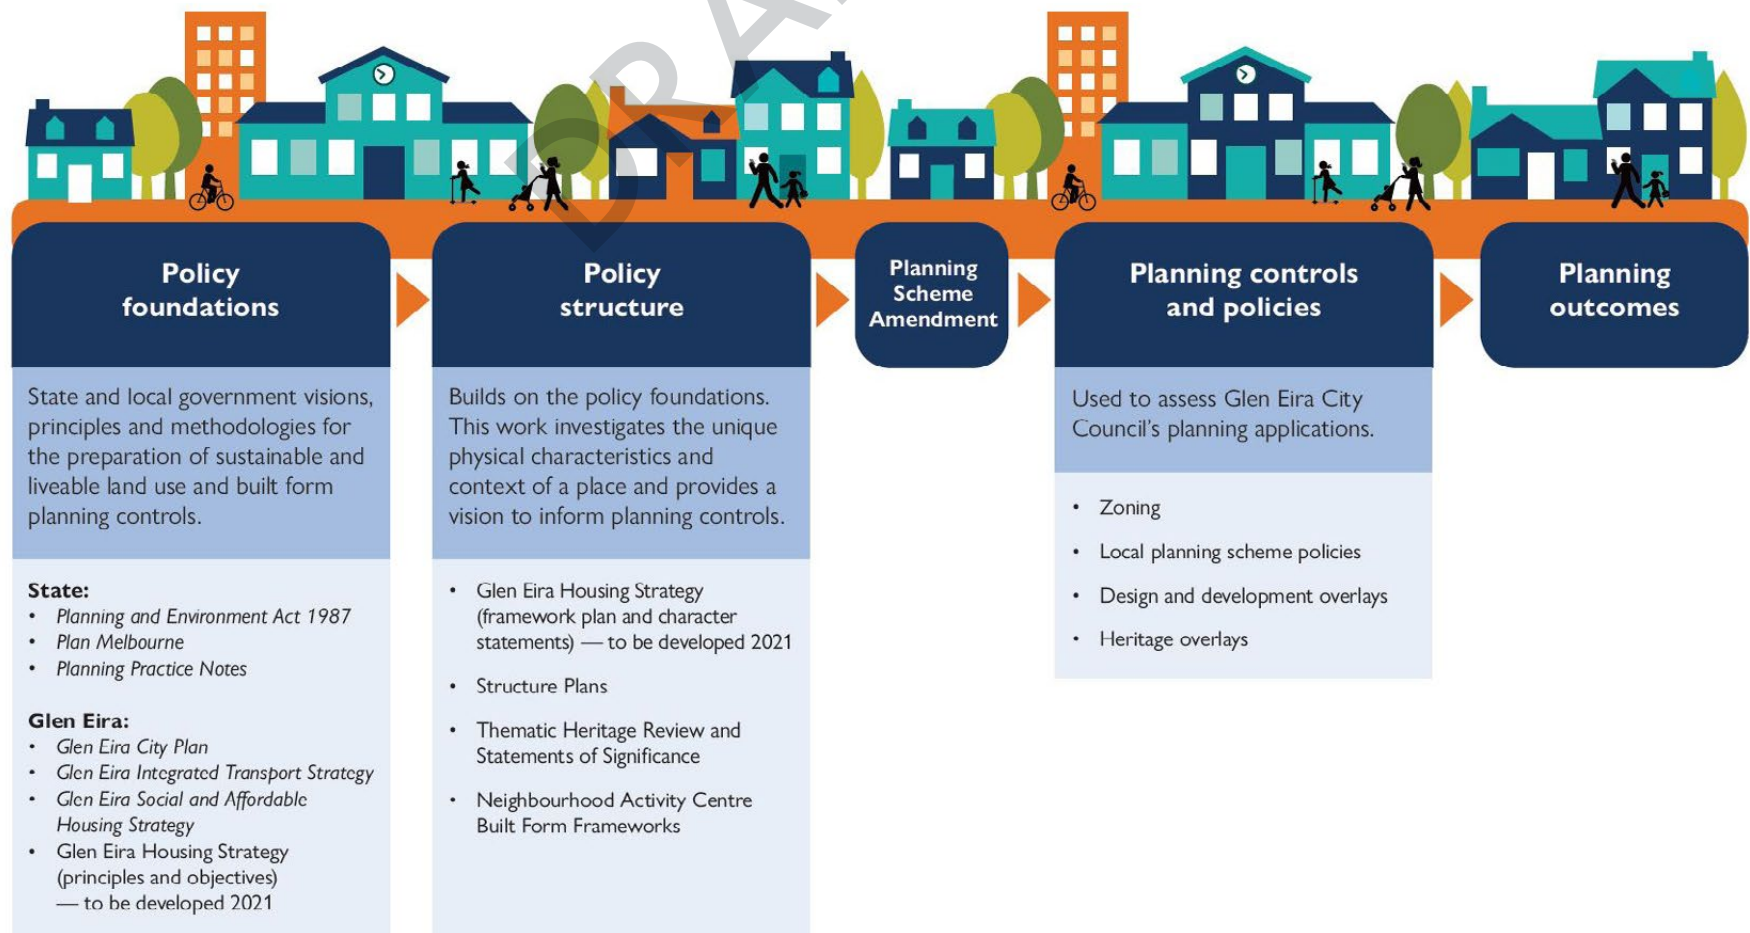 DRA
Policy
foundations
Policy
structure
Planning
Scheme
Amendment
Planning controls
and policies
Planning
outcomes
State and local government visions,
principles and methodologies for
the preparation of sustainable and
liveable land use and built form
planning controls.
State:
• Planning and Environment Act 1987
• Plan Melbourne
• Planning Practice Notes
Glen Eira:
• Glen Eira City Plan
• Glen Eira Integrated Transport Strategy
• Glen Eira Social and Affordable
Housing Strategy
• Glen Eira Housing Strategy
(principles and objectives)
— to be developed 2021
Builds on the policy foundations.
This work investigates the unique
physical characteristics and
context of a place and provides a
vision to inform planning controls.
• Glen Eira Housing Strategy
(framework plan and character
statements) — to be developed 2021
• Structure Plans
• Thematic Heritage Review and
Statements of Significance
• Neighbourhood Activity Centre
Built Form Frameworks
Used to assess Glen Eira City
Council's planning applications.
• Zoning
• Local planning scheme policies
• Design and development overlays
• Heritage overlays